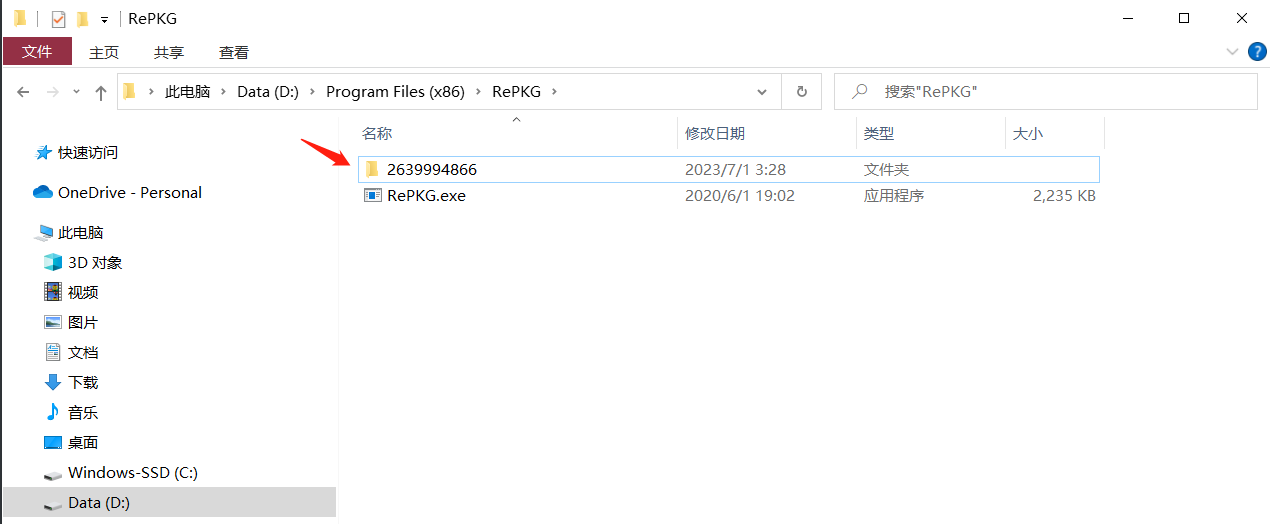 RePKG
文件 主页 共享 查看
此电脑 Data (D:) Program Files (x86) RePKG
搜索"RePKG"
名称 修改日期 类型 大小
2639994866 2023/7/1 3:28 文件夹
RePKG.exe 2020/6/1 19:02 应用程序 2,235 KB
快速访问
OneDrive - Personal
此电脑
3D 对象
视频
图片
文档
下载
音乐
桌面
Windows-SSD (C:)
Data (D:)